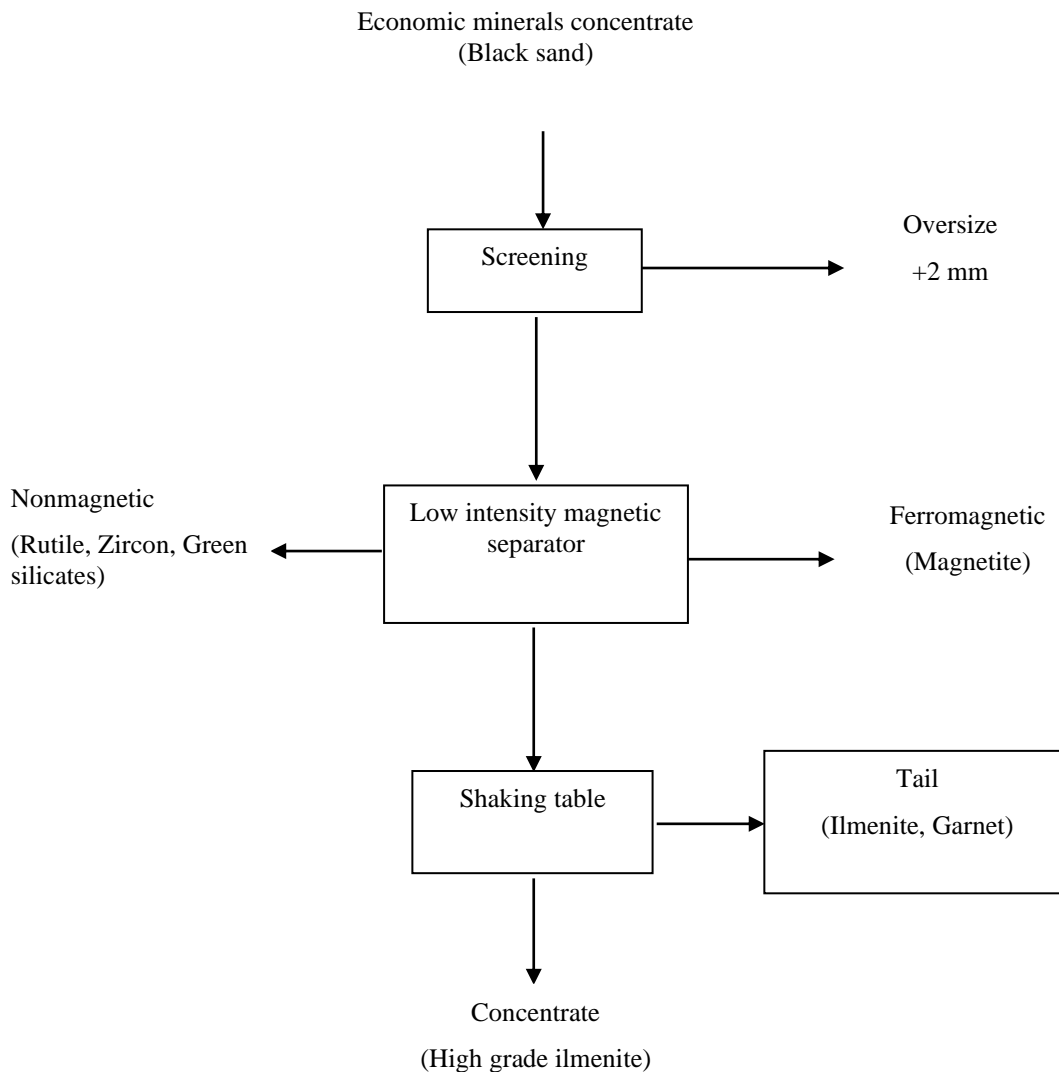 Economic minerals concentrate
(Black sand)
Screening
Oversize
+2 mm
Nonmagnetic
(Rutile, Zircon, Green
silicates)
Low intensity magnetic
separator
Ferromagnetic
(Magnetite)
Shaking table
Tail
(Ilmenite, Garnet)
Concentrate
(High grade ilmenite)